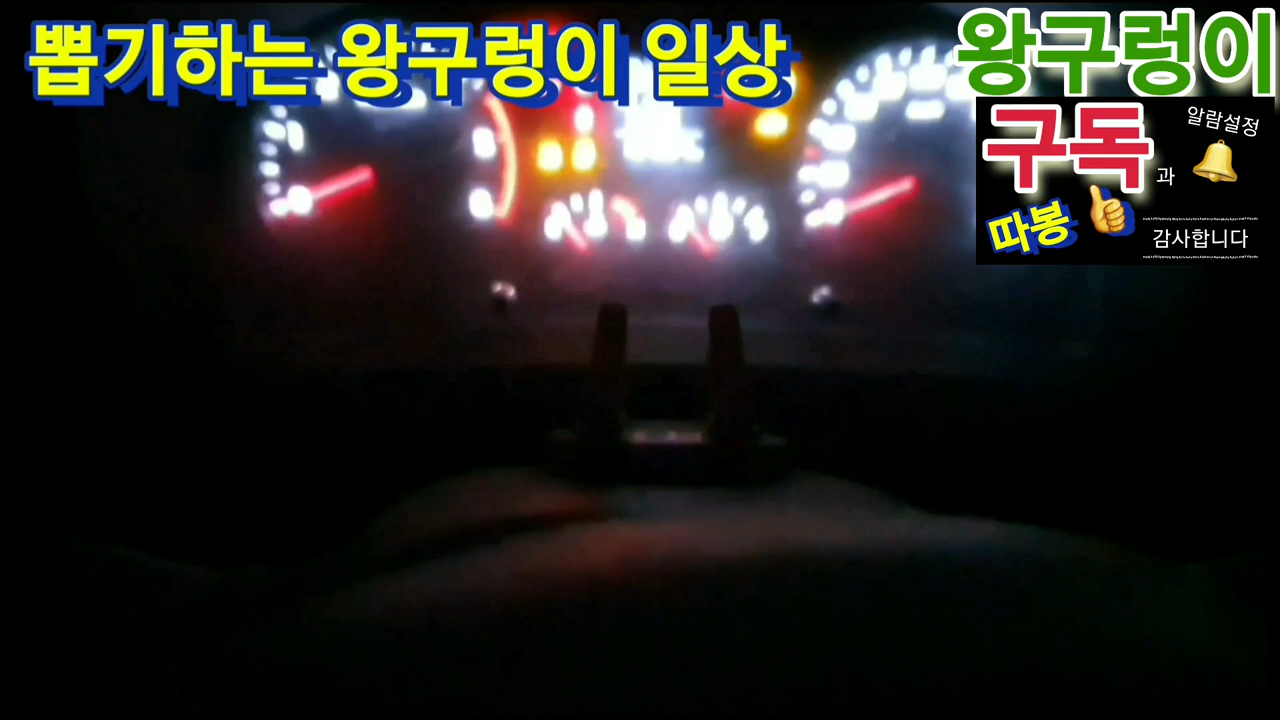 뽑기하는 왕구렁이 일상
왕구렁이
구독과
알람설정
따봉
감사합니다